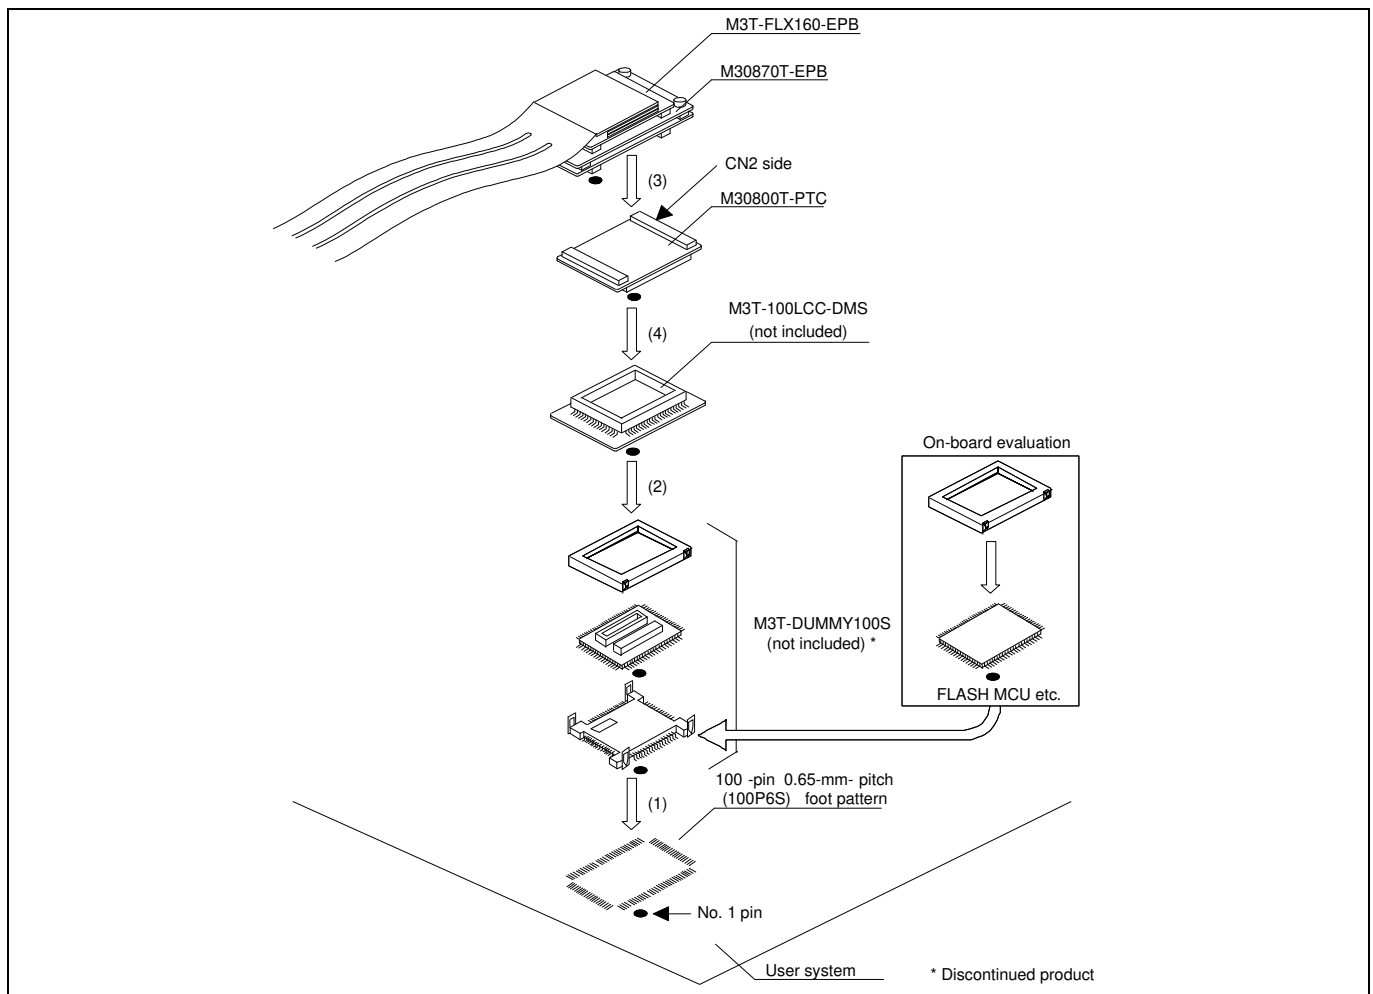 M3T-FLX160-EPB
M30870T-EPB
(3)
CN2 side
M30800T-PTC
(4)
M3T-100LCC-DMS
(not included)
(2)
On-board evaluation
M3T-DUMMY100S
(not included) *
FLASH MCU etc.
(1)
100 -pin 0.65-mm- pitch
(100P6S) foot pattern
No. 1 pin
User system
* Discontinued product